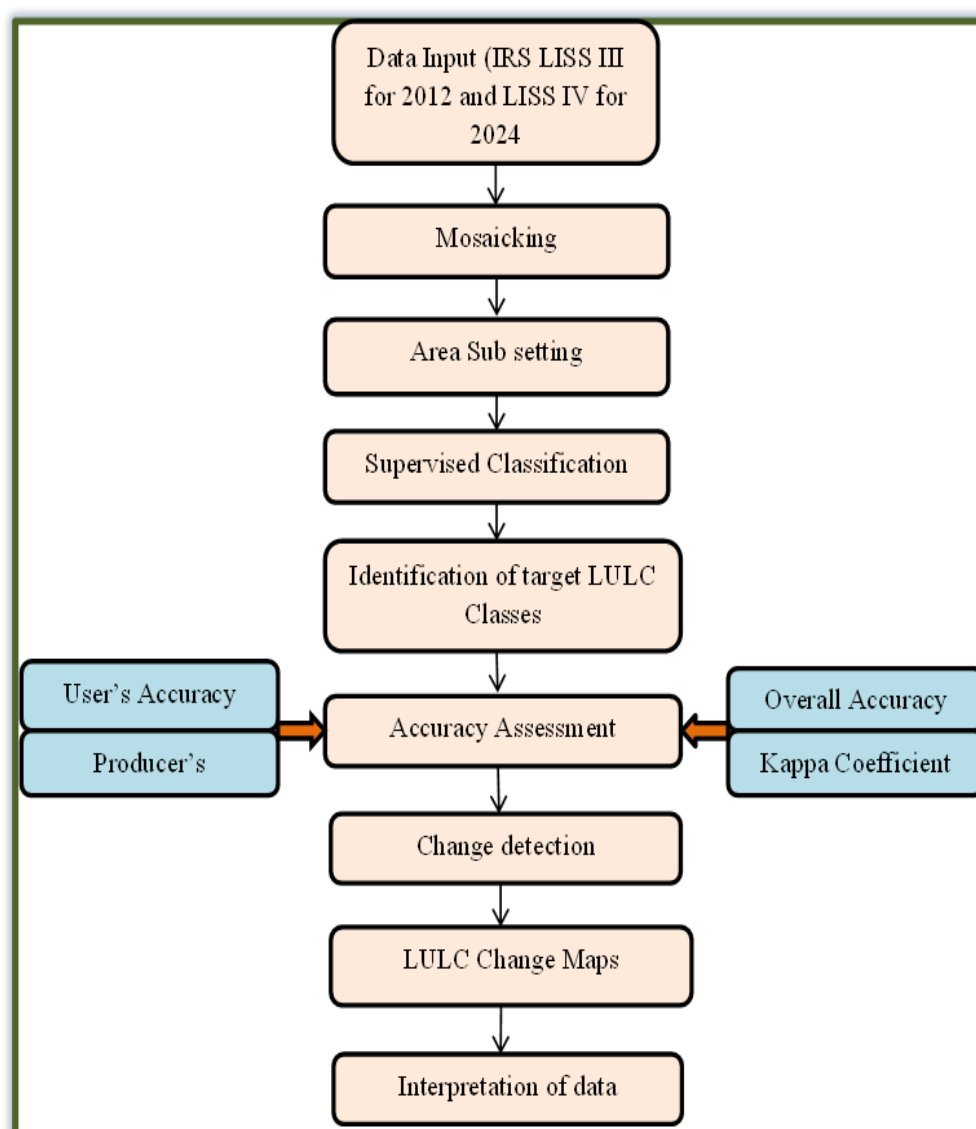 Data Input (IRS LISS III
for 2012 and LISS IV for
2024
Mosaicking
Area Sub setting
Supervised Classification
Identification of target LULC
Classes
User's Accuracy
Producer's
Accuracy Assessment
Overall Accuracy
Kappa Coefficient
Change detection
LULC Change Maps
Interpretation of data